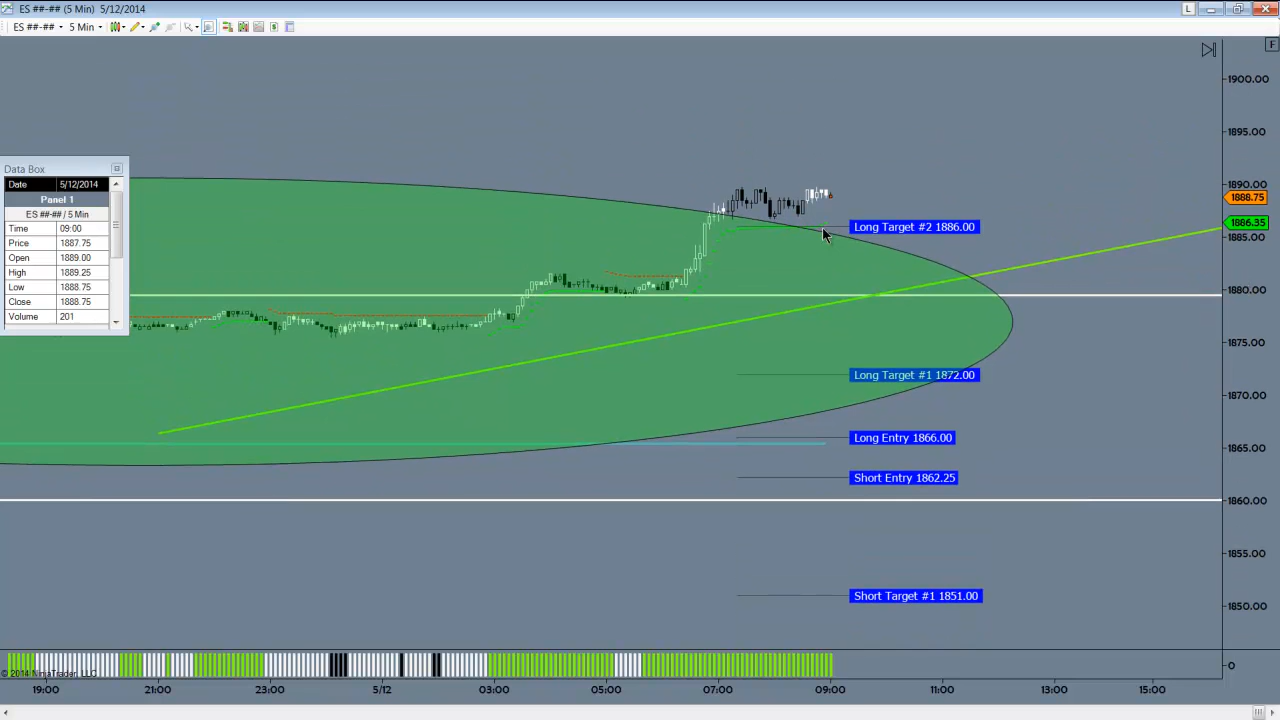 ES ##-## (5 Min) 5/12/2014
L
ES ##-## 5 Min
F
1900.00
1895.00
1890.00
1888.75
1886.35
1885.00
1880.00
1875.00
1870.00
1865.00
1860.00
1855.00
1850.00
0
Data Box
Date 5/12/2014
Panel 1
ES ##-## / 5 Min
Time 09:00
Price 1887.75
Open 1889.00
High 1889.25
Low 1888.75
Close 1888.75
Volume 201
Long Target #2 1886.00
Long Target #1 1872.00
Long Entry 1866.00
Short Entry 1862.25
Short Target #1 1851.00
© 2014 NinjaTrader, LLC
19:00 21:00 23:00 5/12 03:00 05:00 07:00 09:00 11:00 13:00 15:00